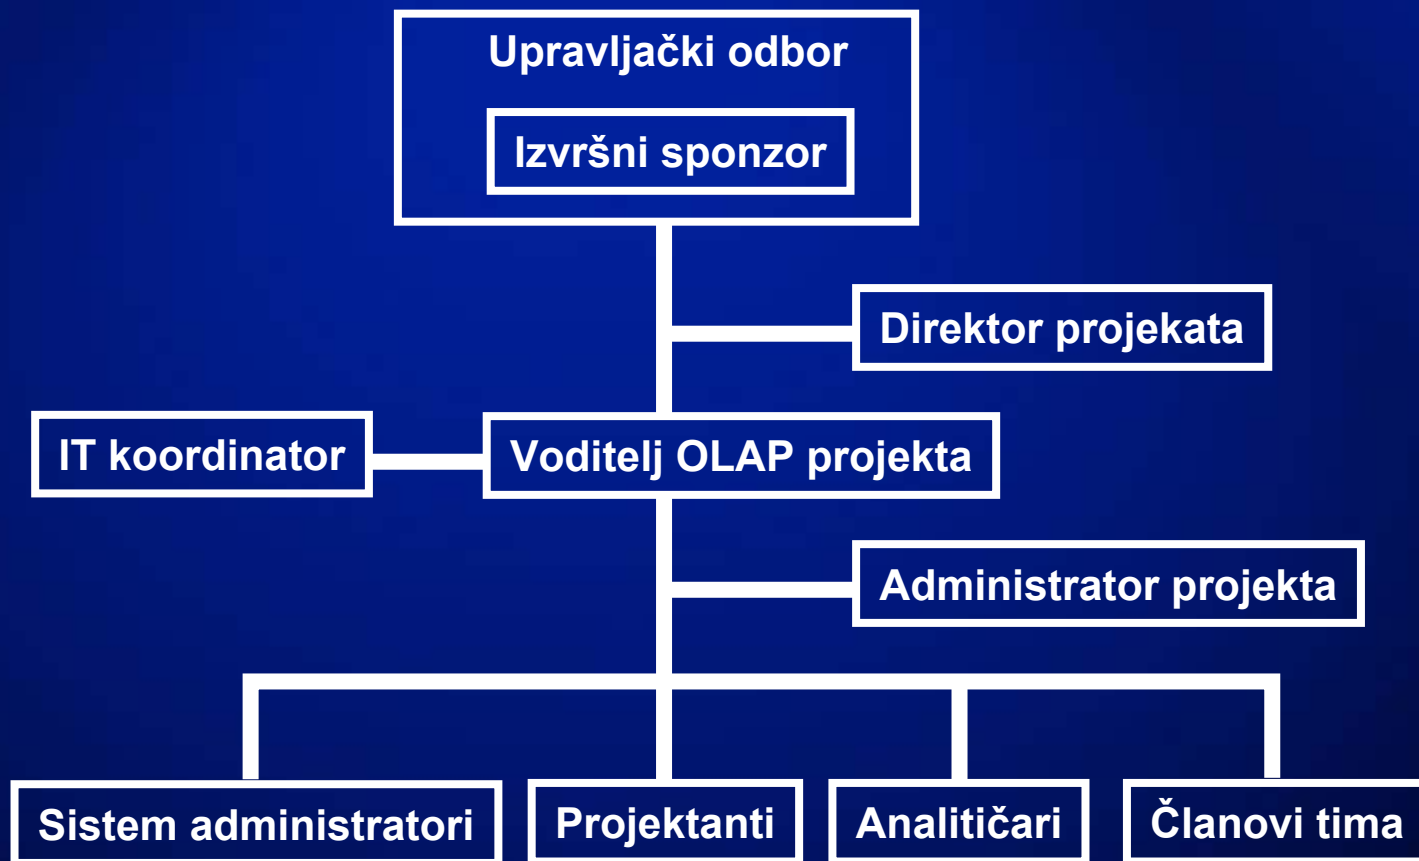 Upravljački odbor
Izvršni sponzor
Direktor projekata
IT koordinator
Voditelj OLAP projekta
Administrator projekta
Sistem administratori
Projektanti
Analitičari
Članovi tima